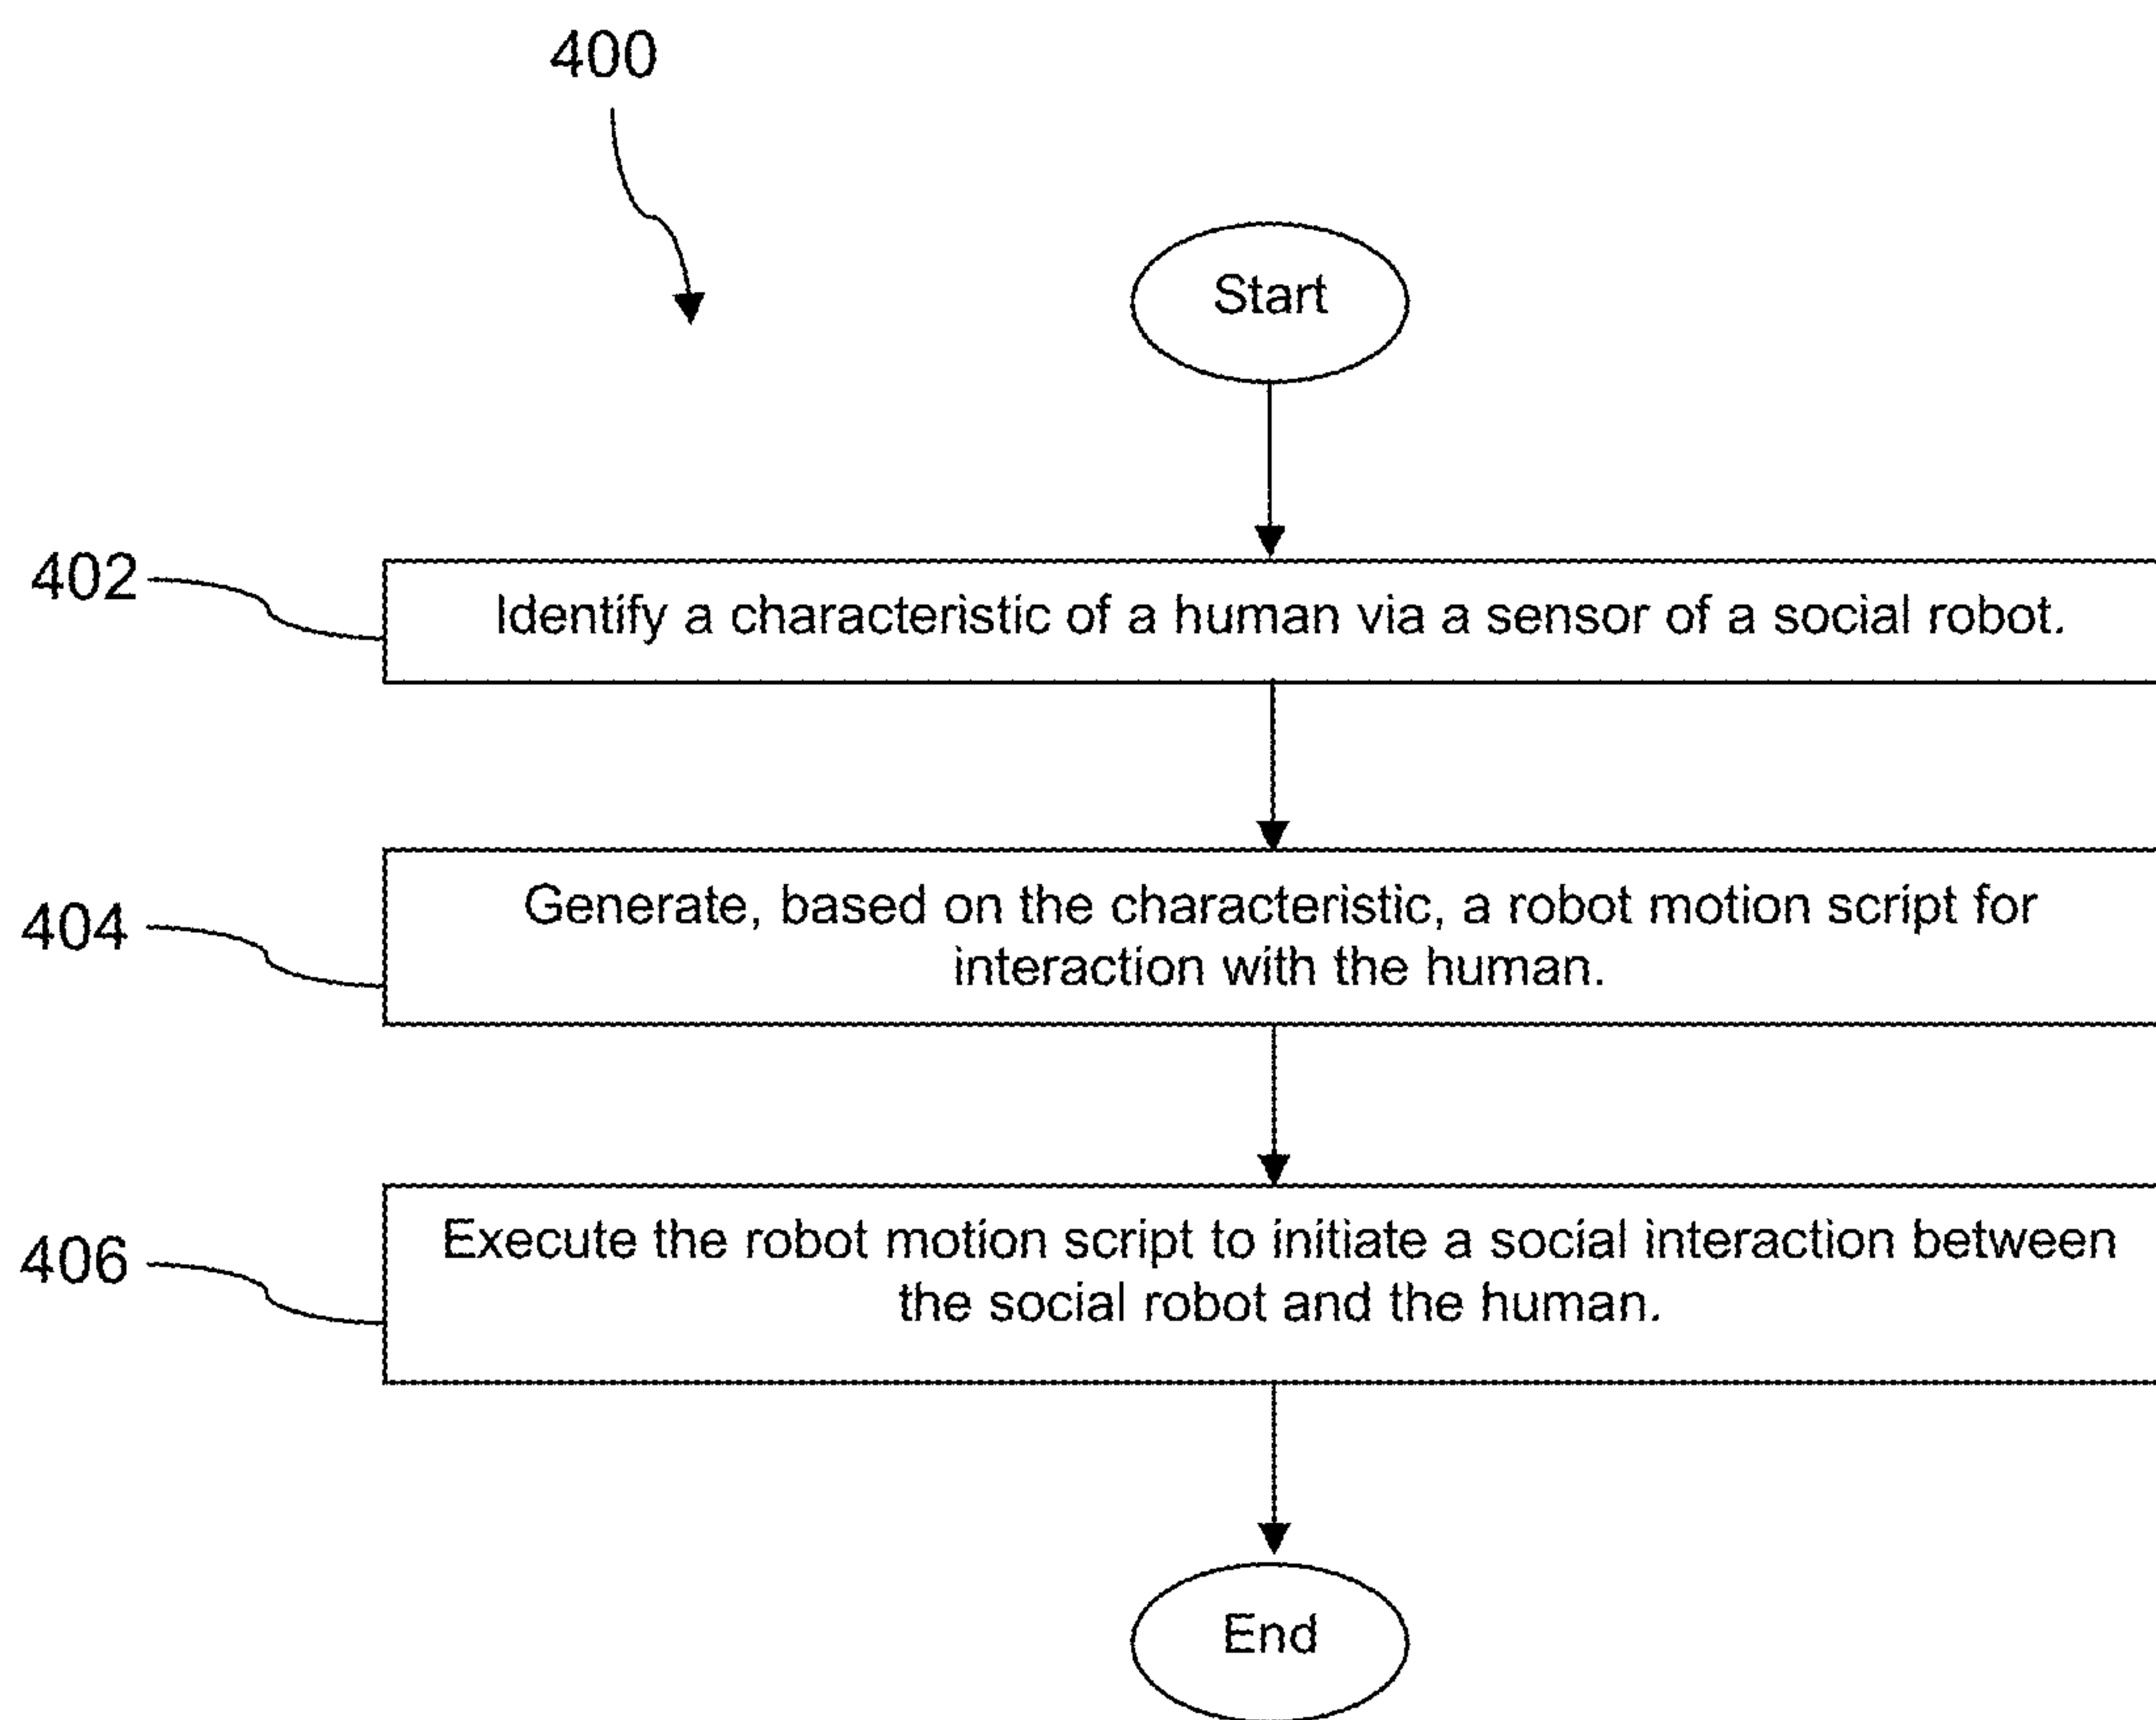 400
Start
402
Identify a characteristic of a human via a sensor of a social robot.
404
Generate, based on the characteristic, a robot motion script for
interaction with the human.
406
Execute the robot motion script to initiate a social interaction between
the social robot and the human.
End